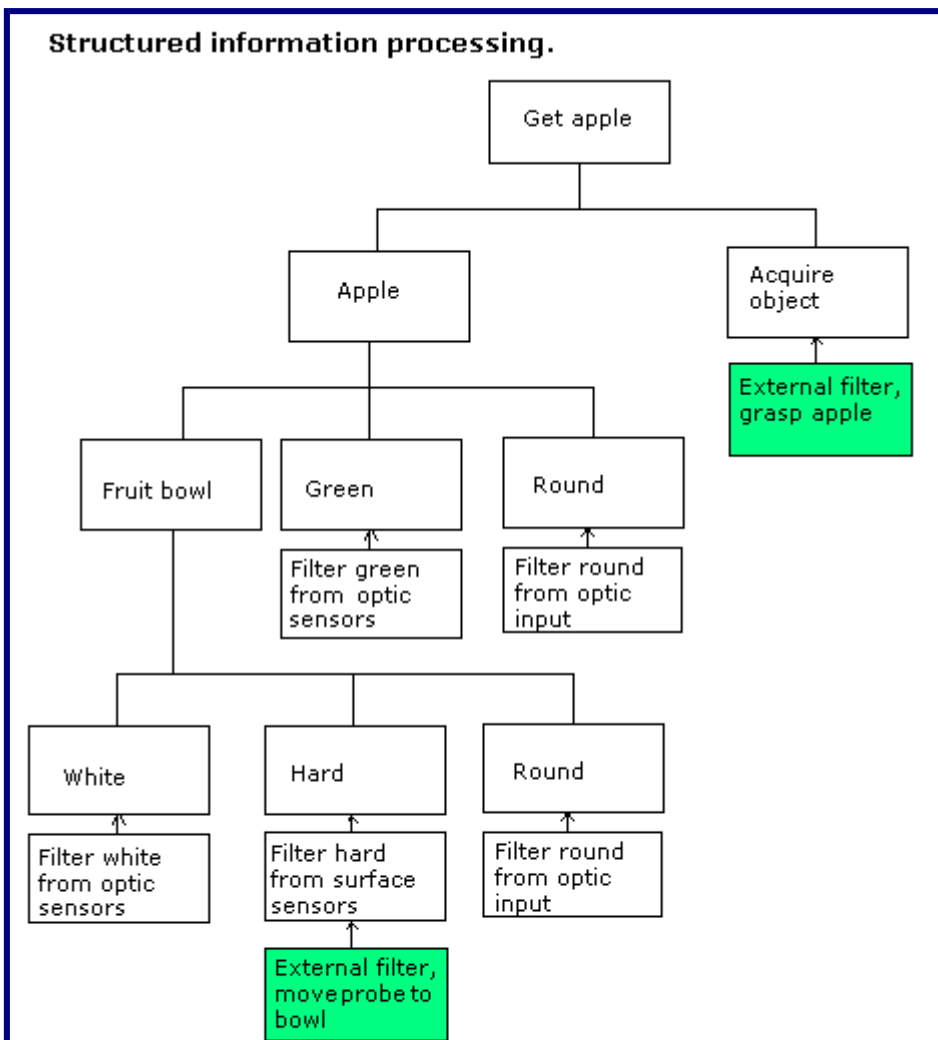 Structured information processing.
Get apple
Apple
Acquire
object
External filter,
grasp apple
Fruit bowl
Green
Round
Filter green
from optic
sensors
Filter round
from optic
input
White
Hard
Round
Filter white
from optic
sensors
Filter hard
from surface
sensors
Filter round
from optic
input
External filter,
move probe to
bowl